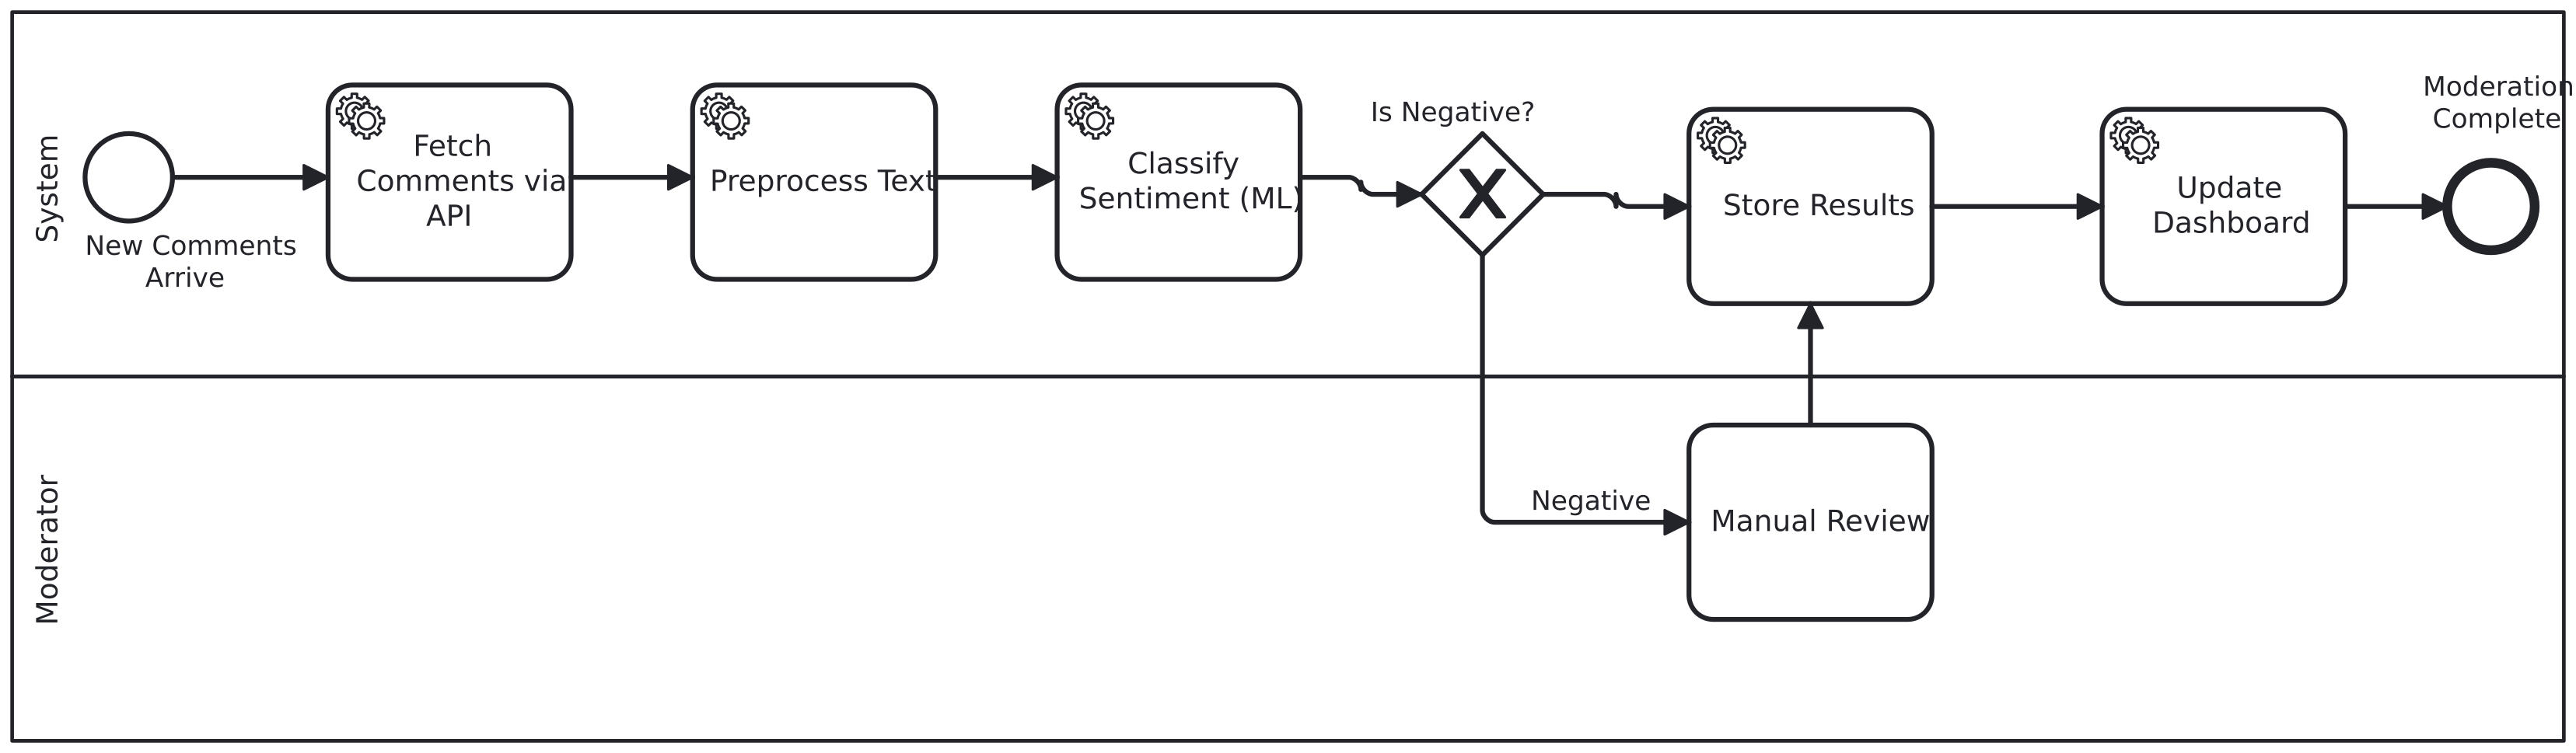 System
New Comments
Arrive
Fetch
Comments via
API
Preprocess Text
Classify
Sentiment (ML)
Is Negative?
Store Results
Update
Dashboard
Moderation
Complete
Moderator
Negative
Manual Review